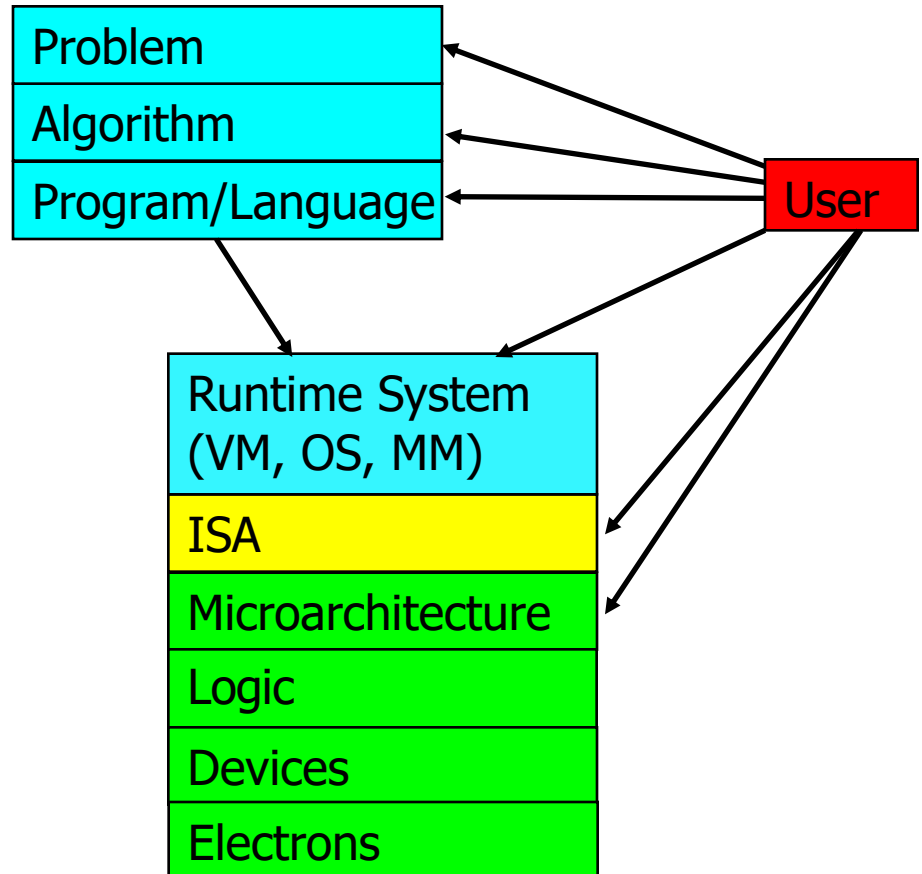 Problem
Algorithm
Program/Language
User
Runtime System
(VM, OS, MM)
ISA
Microarchitecture
Logic
Devices
Electrons